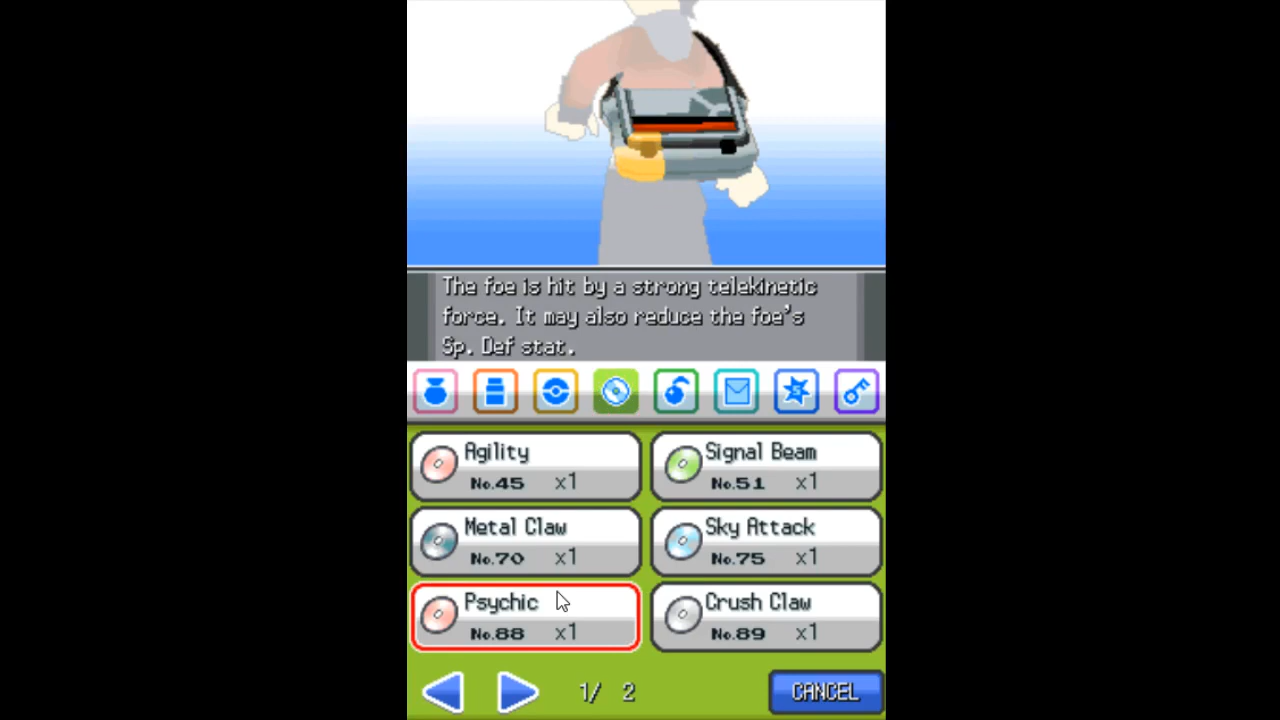 The foe is hit by a strong telekinetic
force. It may also reduce the foe's
Sp. Def stat.
Agility
No.45 x1
Signal Beam
No.51 x1
Metal Claw
No.70 x1
Sky Attack
No.75 x1
Psychic
No.88 x1
Crush Claw
No.89 x1
1/ 2
CANCEL